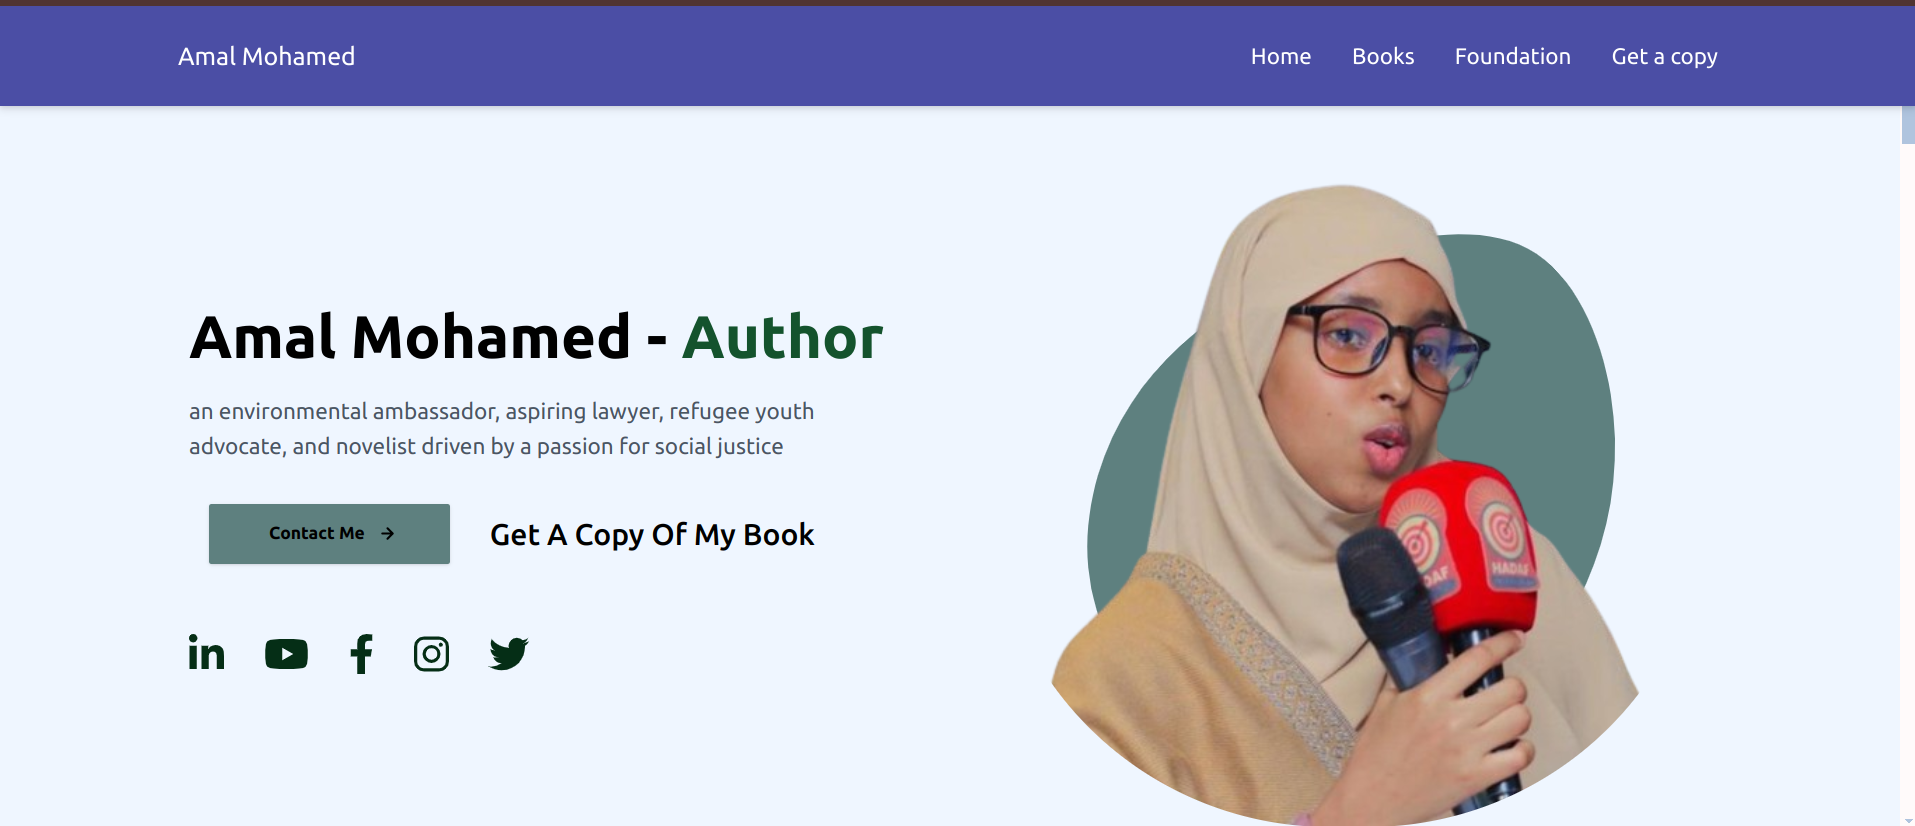 Amal Mohamed
Home Books Foundation Get a copy
Amal Mohamed - Author
an environmental ambassador, aspiring lawyer, refugee youth
advocate, and novelist driven by a passion for social justice
Contact Me →
Get A Copy Of My Book
HADAF